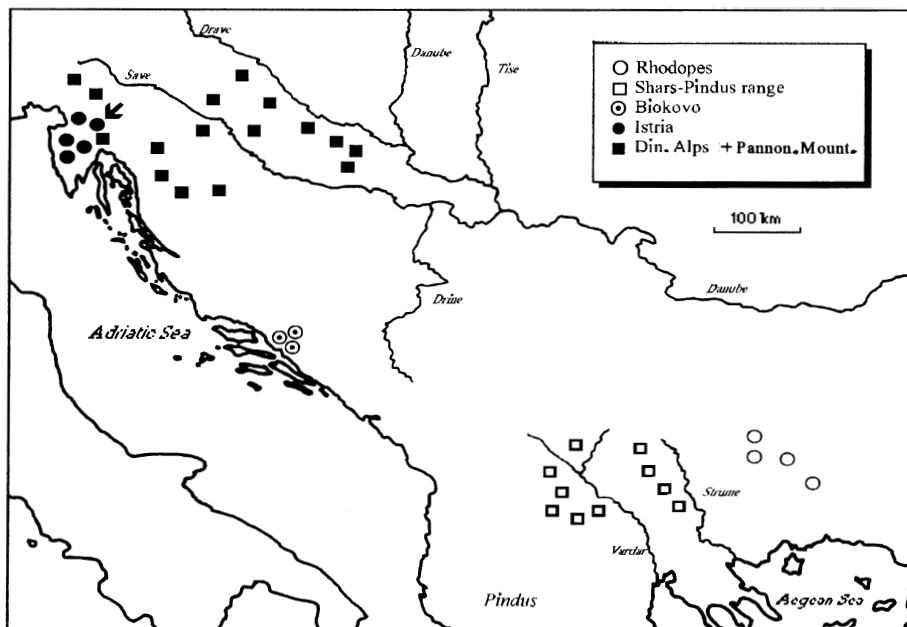 Drave
Danube
Tise
Save
Rhodopes
Shars-Pindus range
Biokovo
Istria
Din. Alps + Pannon. Mount.
100 km
Danube
Drine
Adriatic Sea
Strume
Vardar
Pindus
Aegean Sea